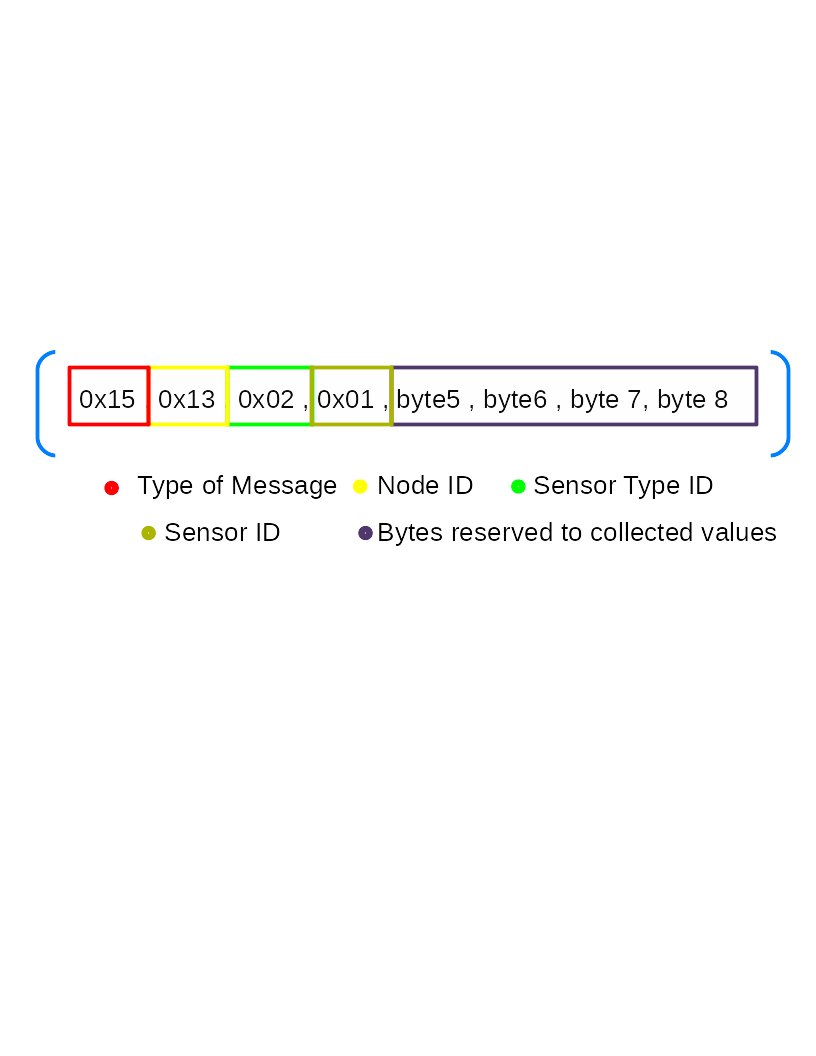 0x15 0x13 0x02 , 0x01 , byte5 , byte6 , byte 7, byte 8
Type of Message Node ID Sensor Type ID
Sensor ID Bytes reserved to collected values